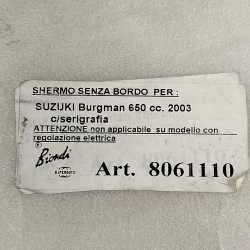 SHERMO SENZA BORDO PER :
SUZUKI Burgman 650 cc. 2003
c/serigrafia
ATTENZIONE non applicabile su modello con
regolazione elettrica
Biondi
Art. 8061110